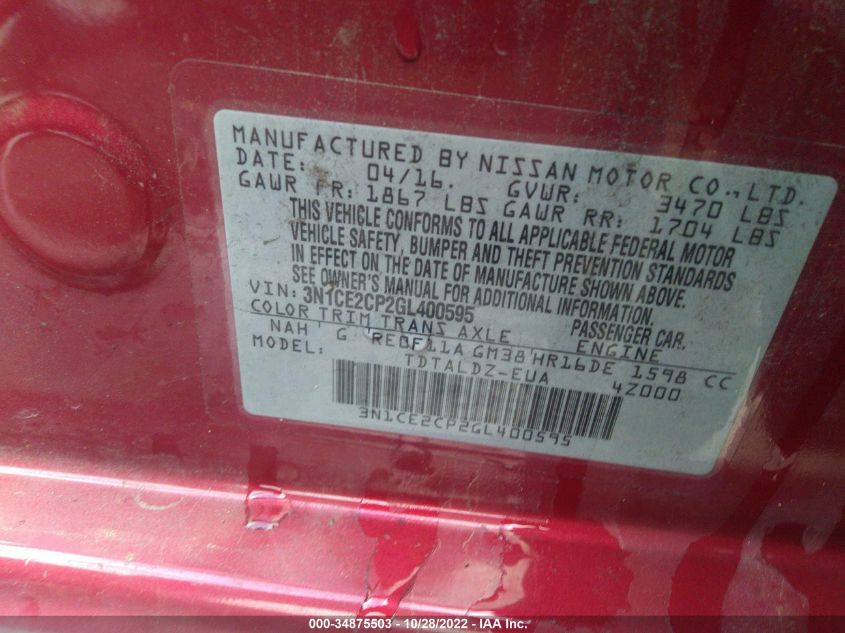 MANUFACTURED BY NISSAN MOTOR CO., LTD.
DATE: 04/16. GVWR: 3470 LBS
GAWR FR: 1867 LBS GAWR RR: 1704 LBS
THIS VEHICLE CONFORMS TO ALL APPLICABLE FEDERAL MOTOR
VEHICLE SAFETY, BUMPER AND THEFT PREVENTION STANDARDS
IN EFFECT ON THE DATE OF MANUFACTURE SHOWN ABOVE.
SEE OWNER'S MANUAL FOR ADDITIONAL INFORMATION.
VIN: 3N1CE2CP2GL400595 PASSENGER CAR.
COLOR TRIM TRANS AXLE ENGINE
NAH G RE0F11A GM38 HR16DE 1598 CC
MODEL: TDTALDZ-EUA 4Z000
3N1CE2CP2GL400595
000-34875503 | 10/28/2022 - IAA Inc.